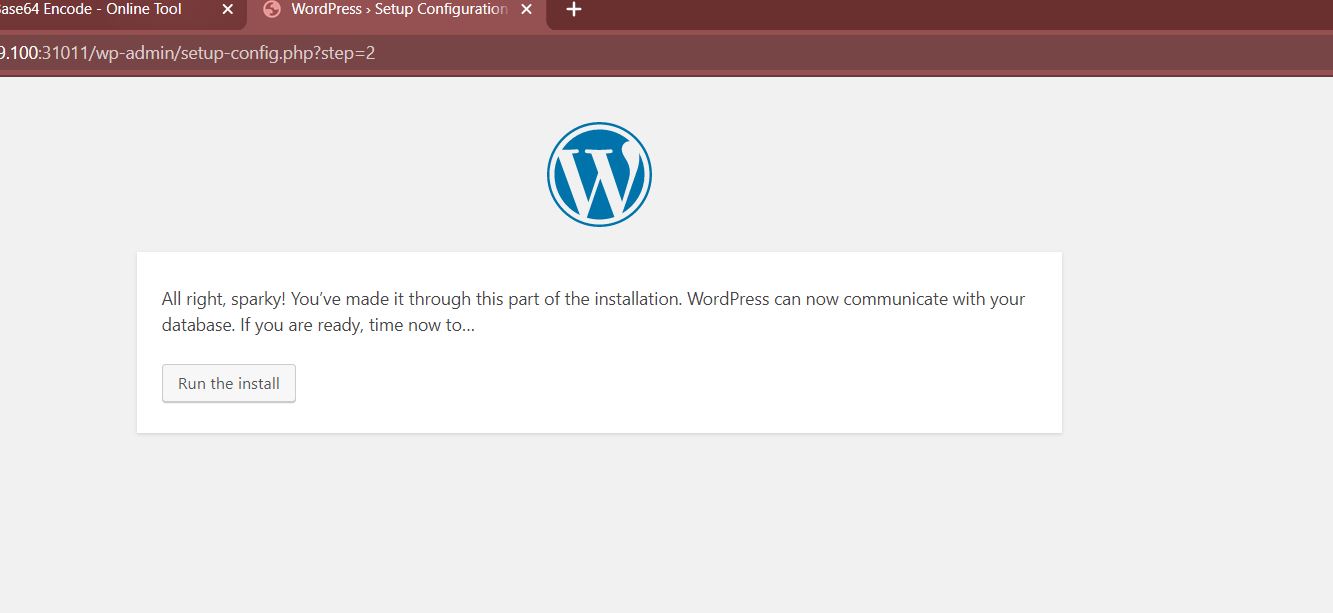 ase64 Encode - Online Tool
WordPress › Setup Configuration
9.100:31011/wp-admin/setup-config.php?step=2
All right, sparky! You’ve made it through this part of the installation. WordPress can now communicate with your
database. If you are ready, time now to…
Run the install